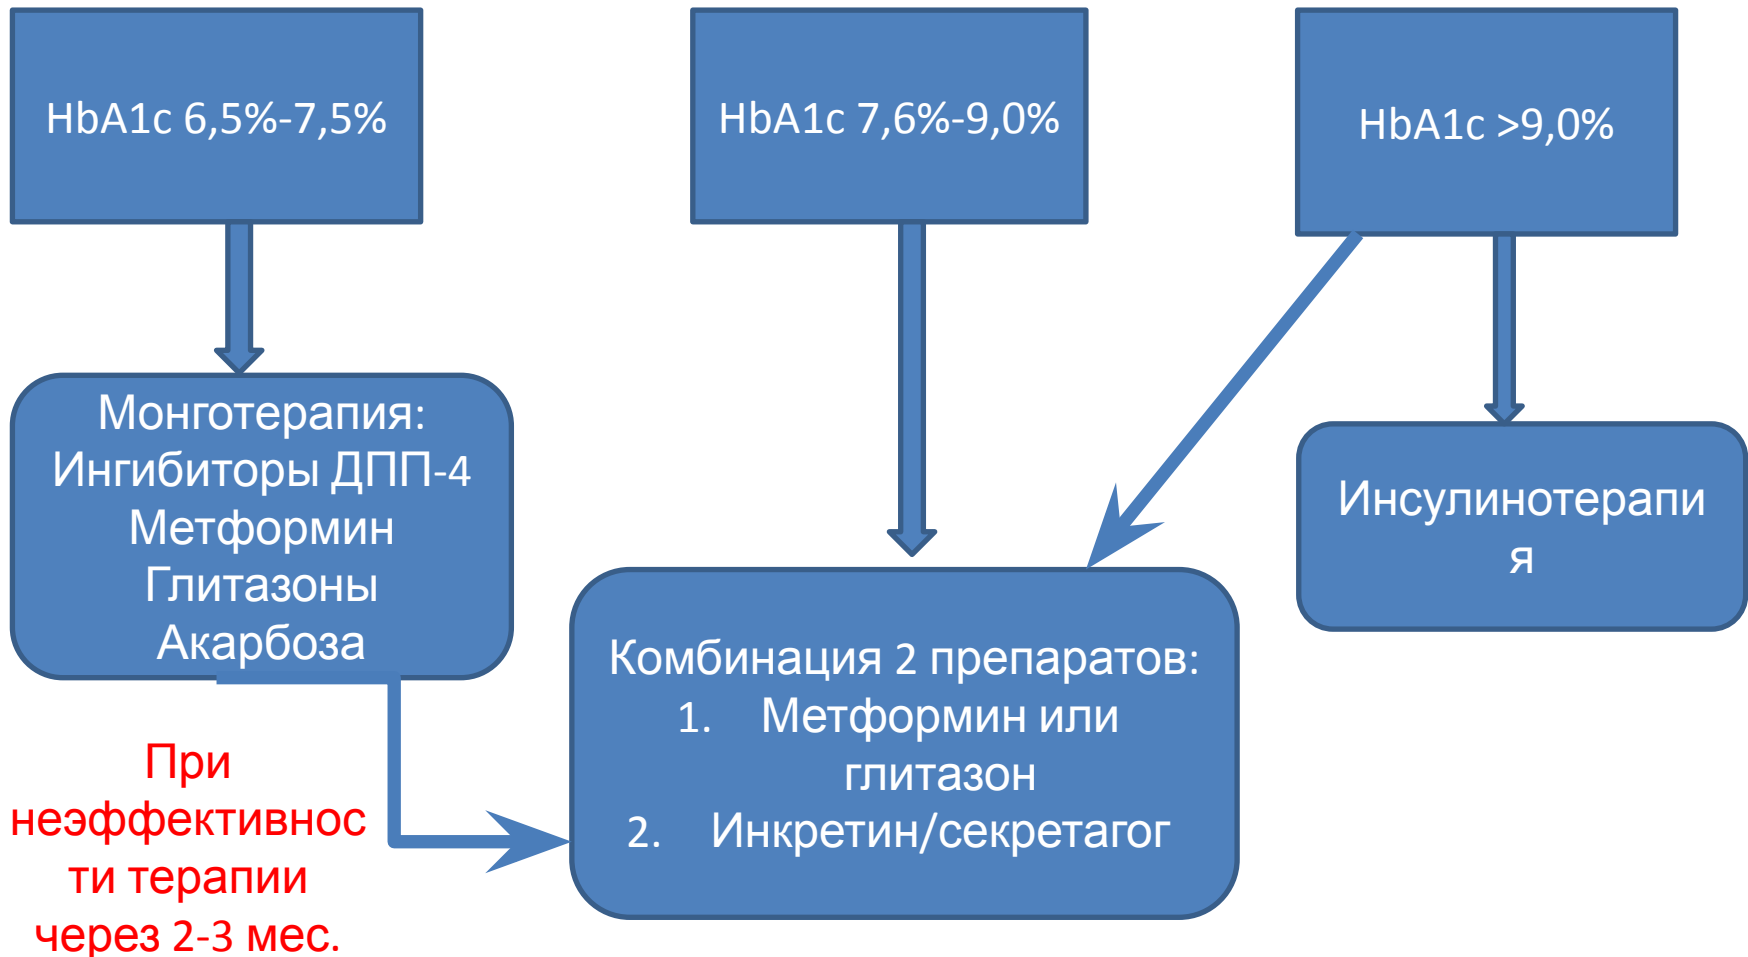 HbA1c 6,5%-7,5%
HbA1c 7,6%-9,0%
HbA1c >9,0%
Монготерапия:
Ингибиторы ДПП-4
Метформин
Глитазоны
Акарбоза
Инсулинотерапи
я
Комбинация 2 препаратов:
1. Метформин или
глитазон
2. Инкретин/секретагог
При
неэффективнос
ти терапии
через 2-3 мес.